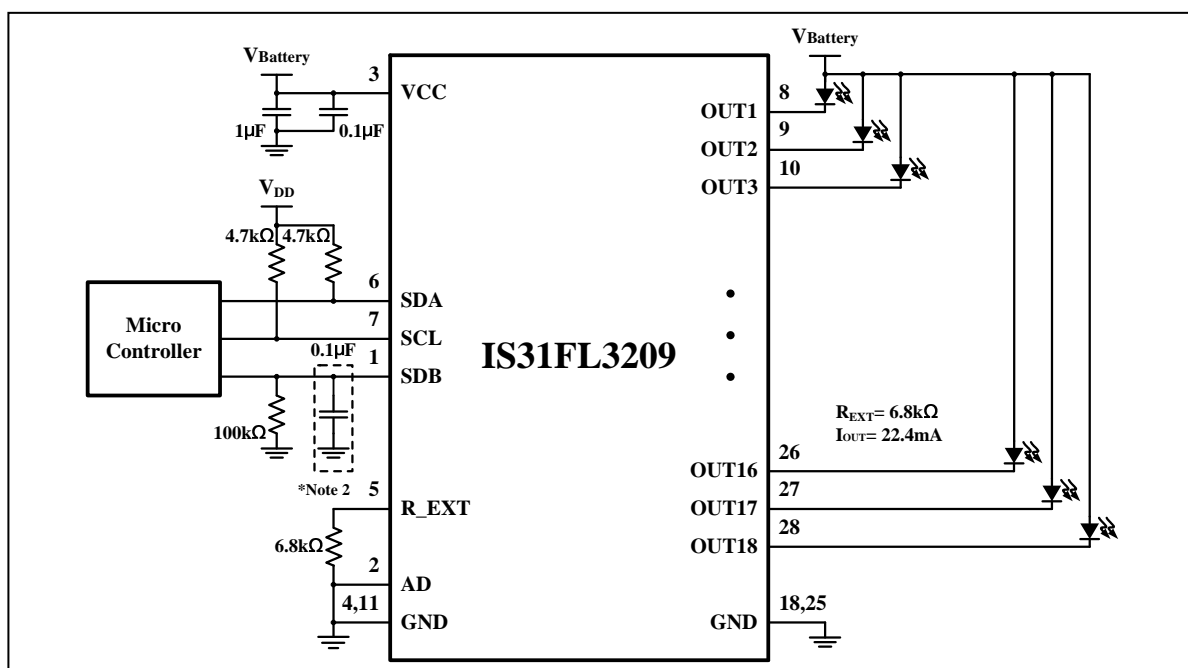 VBattery
3
VCC
1µF
0.1µF
VDD
4.7kΩ
4.7kΩ
Micro
Controller
6
SDA
7
SCL
0.1µF
1
SDB
100kΩ
*Note 2
5
R_EXT
6.8kΩ
2
AD
4,11
GND
IS31FL3209
VBattery
8
OUT1
9
OUT2
10
OUT3
REXT= 6.8kΩ
IOUT= 22.4mA
26
OUT16
27
OUT17
28
OUT18
18,25
GND